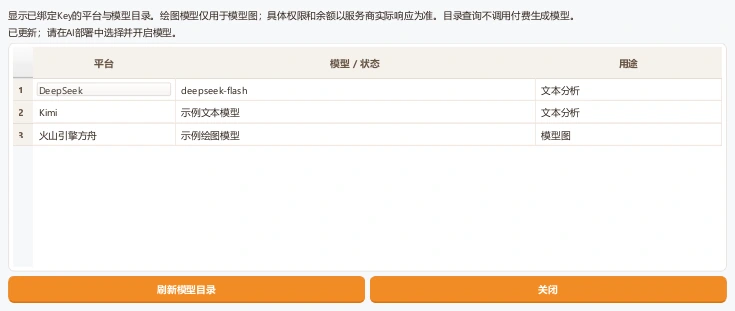 显示已绑定Key的平台与模型目录。绘图模型仅用于模型图；具体权限和余额以服务商实际响应为准。目录查询不调用付费生成模型。
已更新；请在AI部署中选择并开启模型。
平台 模型 / 状态 用途
1 DeepSeek deepseek-flash 文本分析
2 Kimi 示例文本模型 文本分析
3 火山引擎方舟 示例绘图模型 模型图
刷新模型目录 关闭